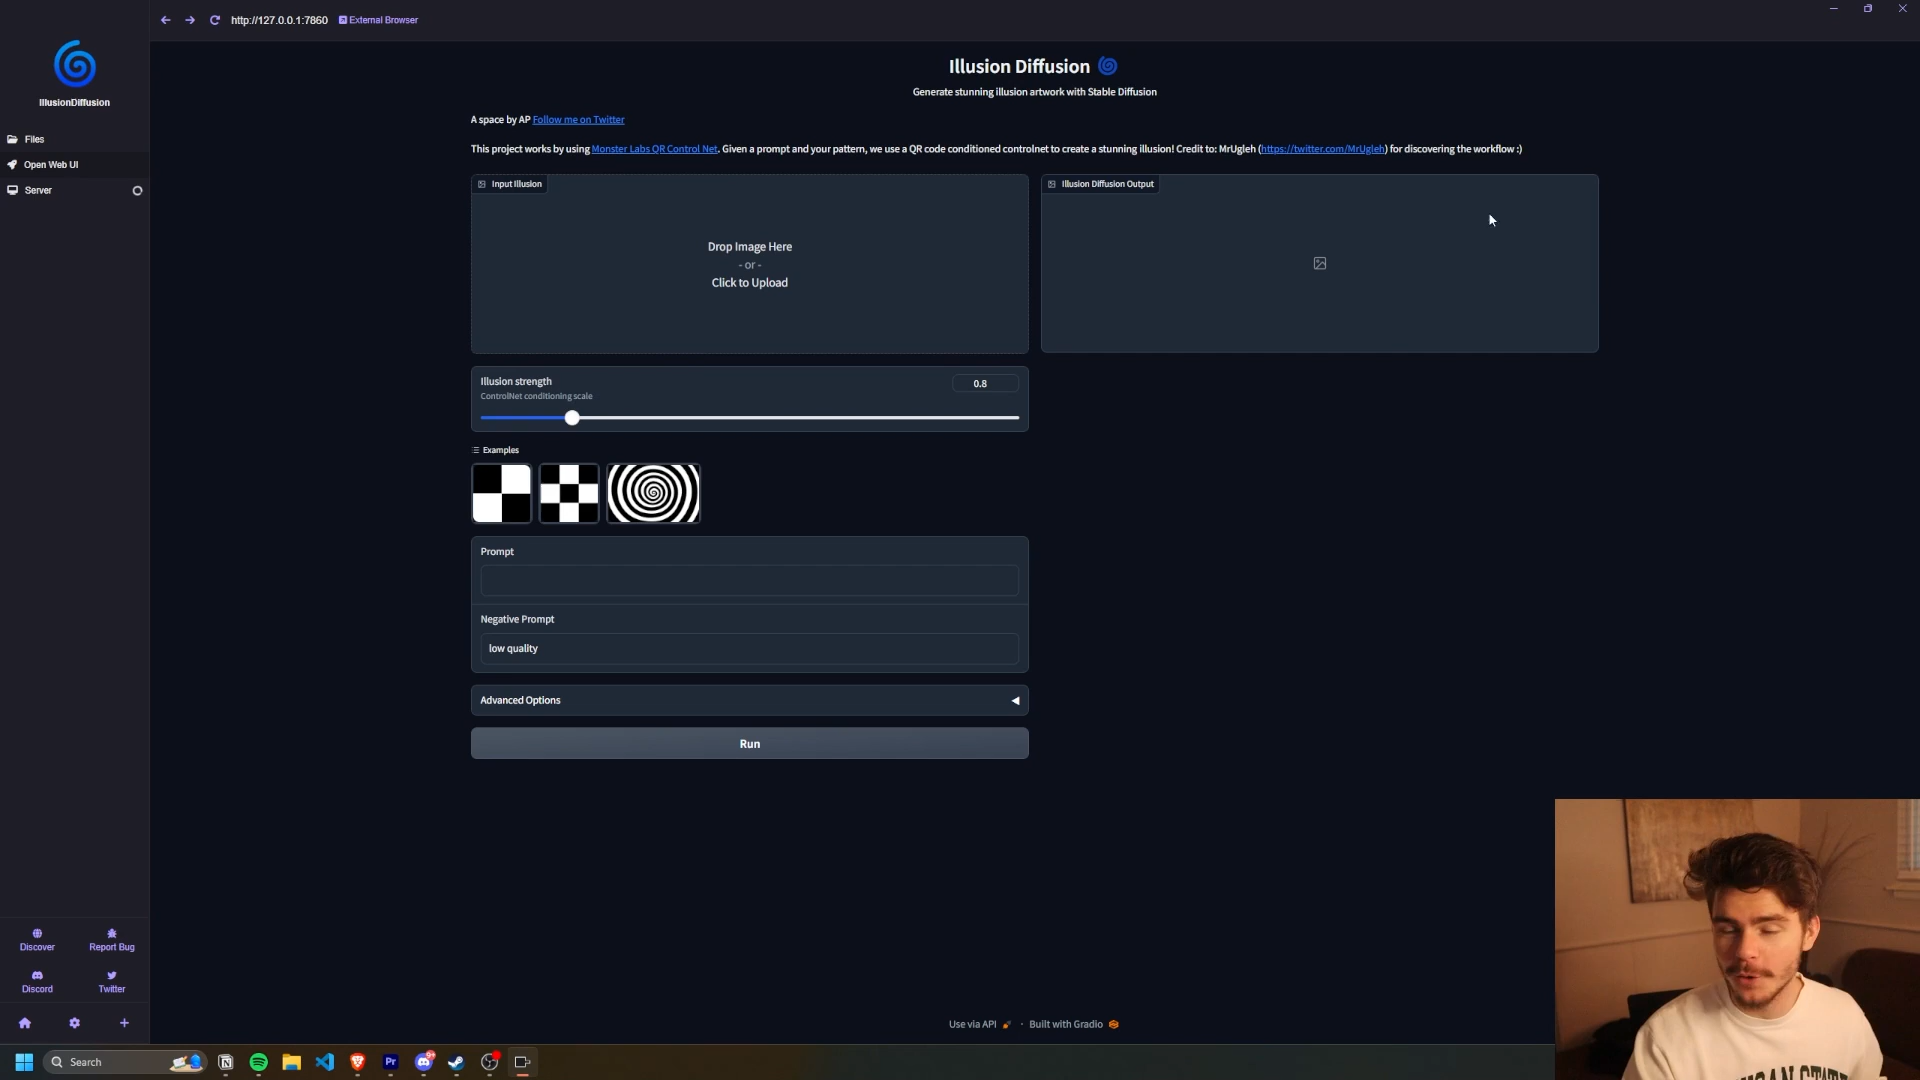 http://127.0.0.1:7860 External Browser
IllusionDiffusion
Files
Open Web UI
Server
Illusion Diffusion
Generate stunning illusion artwork with Stable Diffusion
A space by AP Follow me on Twitter
This project works by using Monster Labs QR Control Net. Given a prompt and your pattern, we use a QR code conditioned controlnet to create a stunning illusion! Credit to: MrUgleh (https://twitter.com/MrUgleh) for discovering the workflow :)
Input Illusion
Drop Image Here
- or -
Click to Upload
Illusion Diffusion Output
Illusion strength 0.8
ControlNet conditioning scale
Examples
Prompt
Negative Prompt
low quality
Advanced Options
Run
Discover Report Bug
Discord Twitter
Use via API · Built with Gradio
Search
Pr